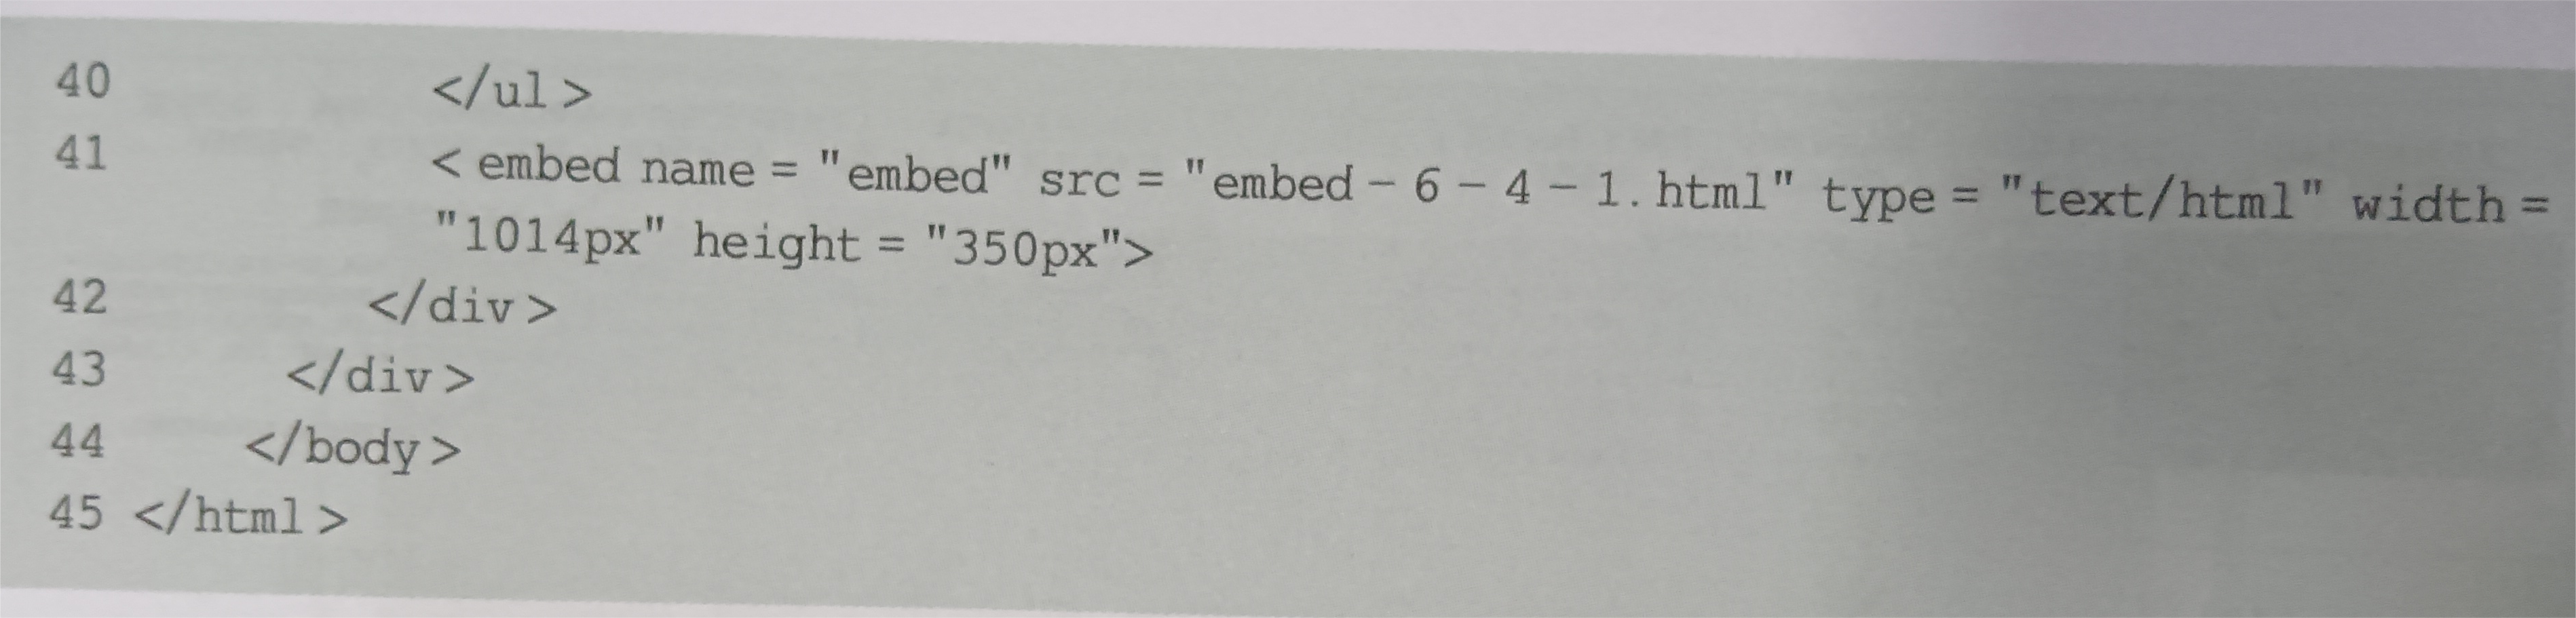 40 </ul>
41 < embed name = "embed" src = "embed - 6 - 4 - 1. html" type = "text/html" width =
"1014px" height = "350px">
42 </div>
43 </div>
44 </body>
45 </html>